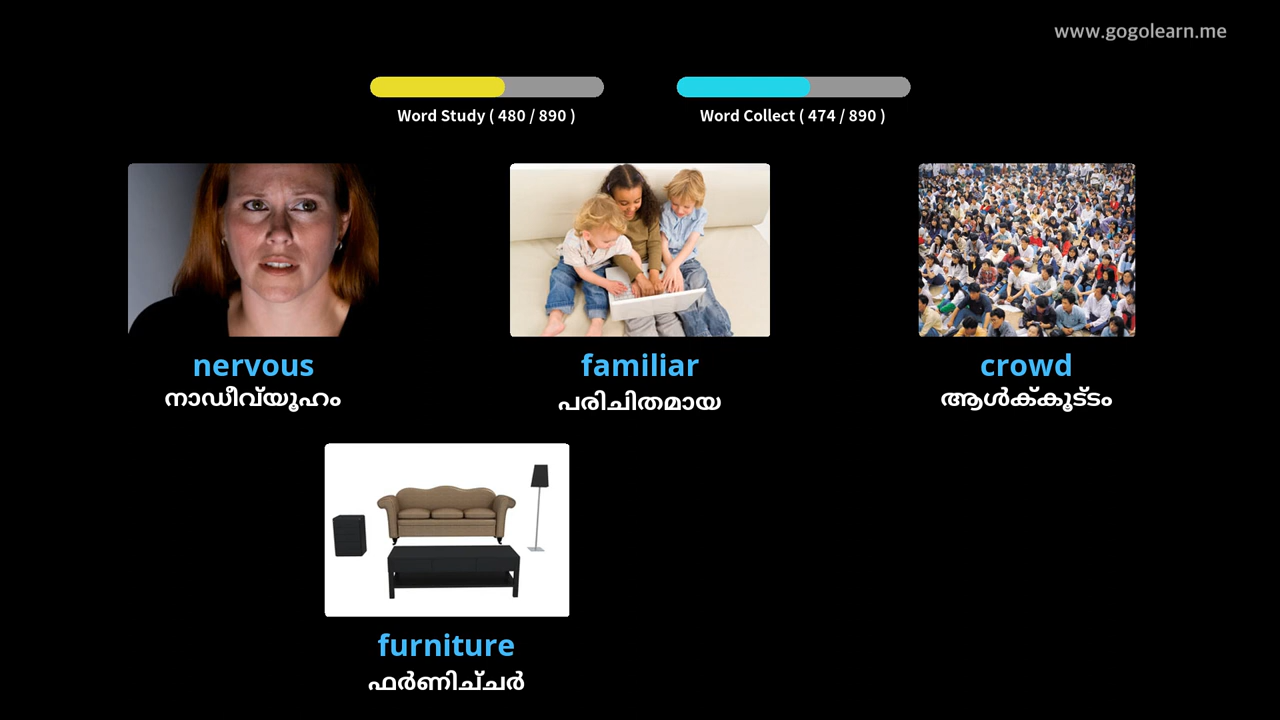 www.gogolearn.me
Word Study ( 480 / 890 )
Word Collect ( 474 / 890 )
nervous
നാഡീവ്യൂഹം
familiar
പരിചിതമായ
crowd
ആൾക്കൂട്ടം
furniture
ഫർണിച്ചർ